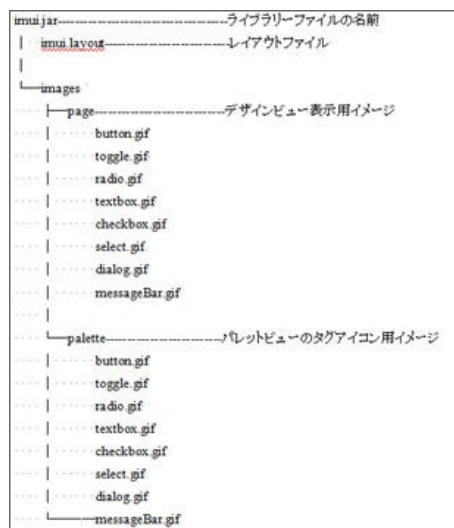 imui.jar--------------------------------ライブラリーファイルの名前
│ imui.layout------------------------レイアウトファイル
│
└──images
├──page------------------------デザインビュー表示用イメージ
│ button.gif
│ toggle.gif
│ radio.gif
│ textbox.gif
│ checkbox.gif
│ select.gif
│ dialog.gif
│ messageBar.gif
│
└──palette------------------------パレットビューのタグアイコン用イメージ
│ button.gif
│ toggle.gif
│ radio.gif
│ textbox.gif
│ checkbox.gif
│ select.gif
│ dialog.gif
└────messageBar.gif